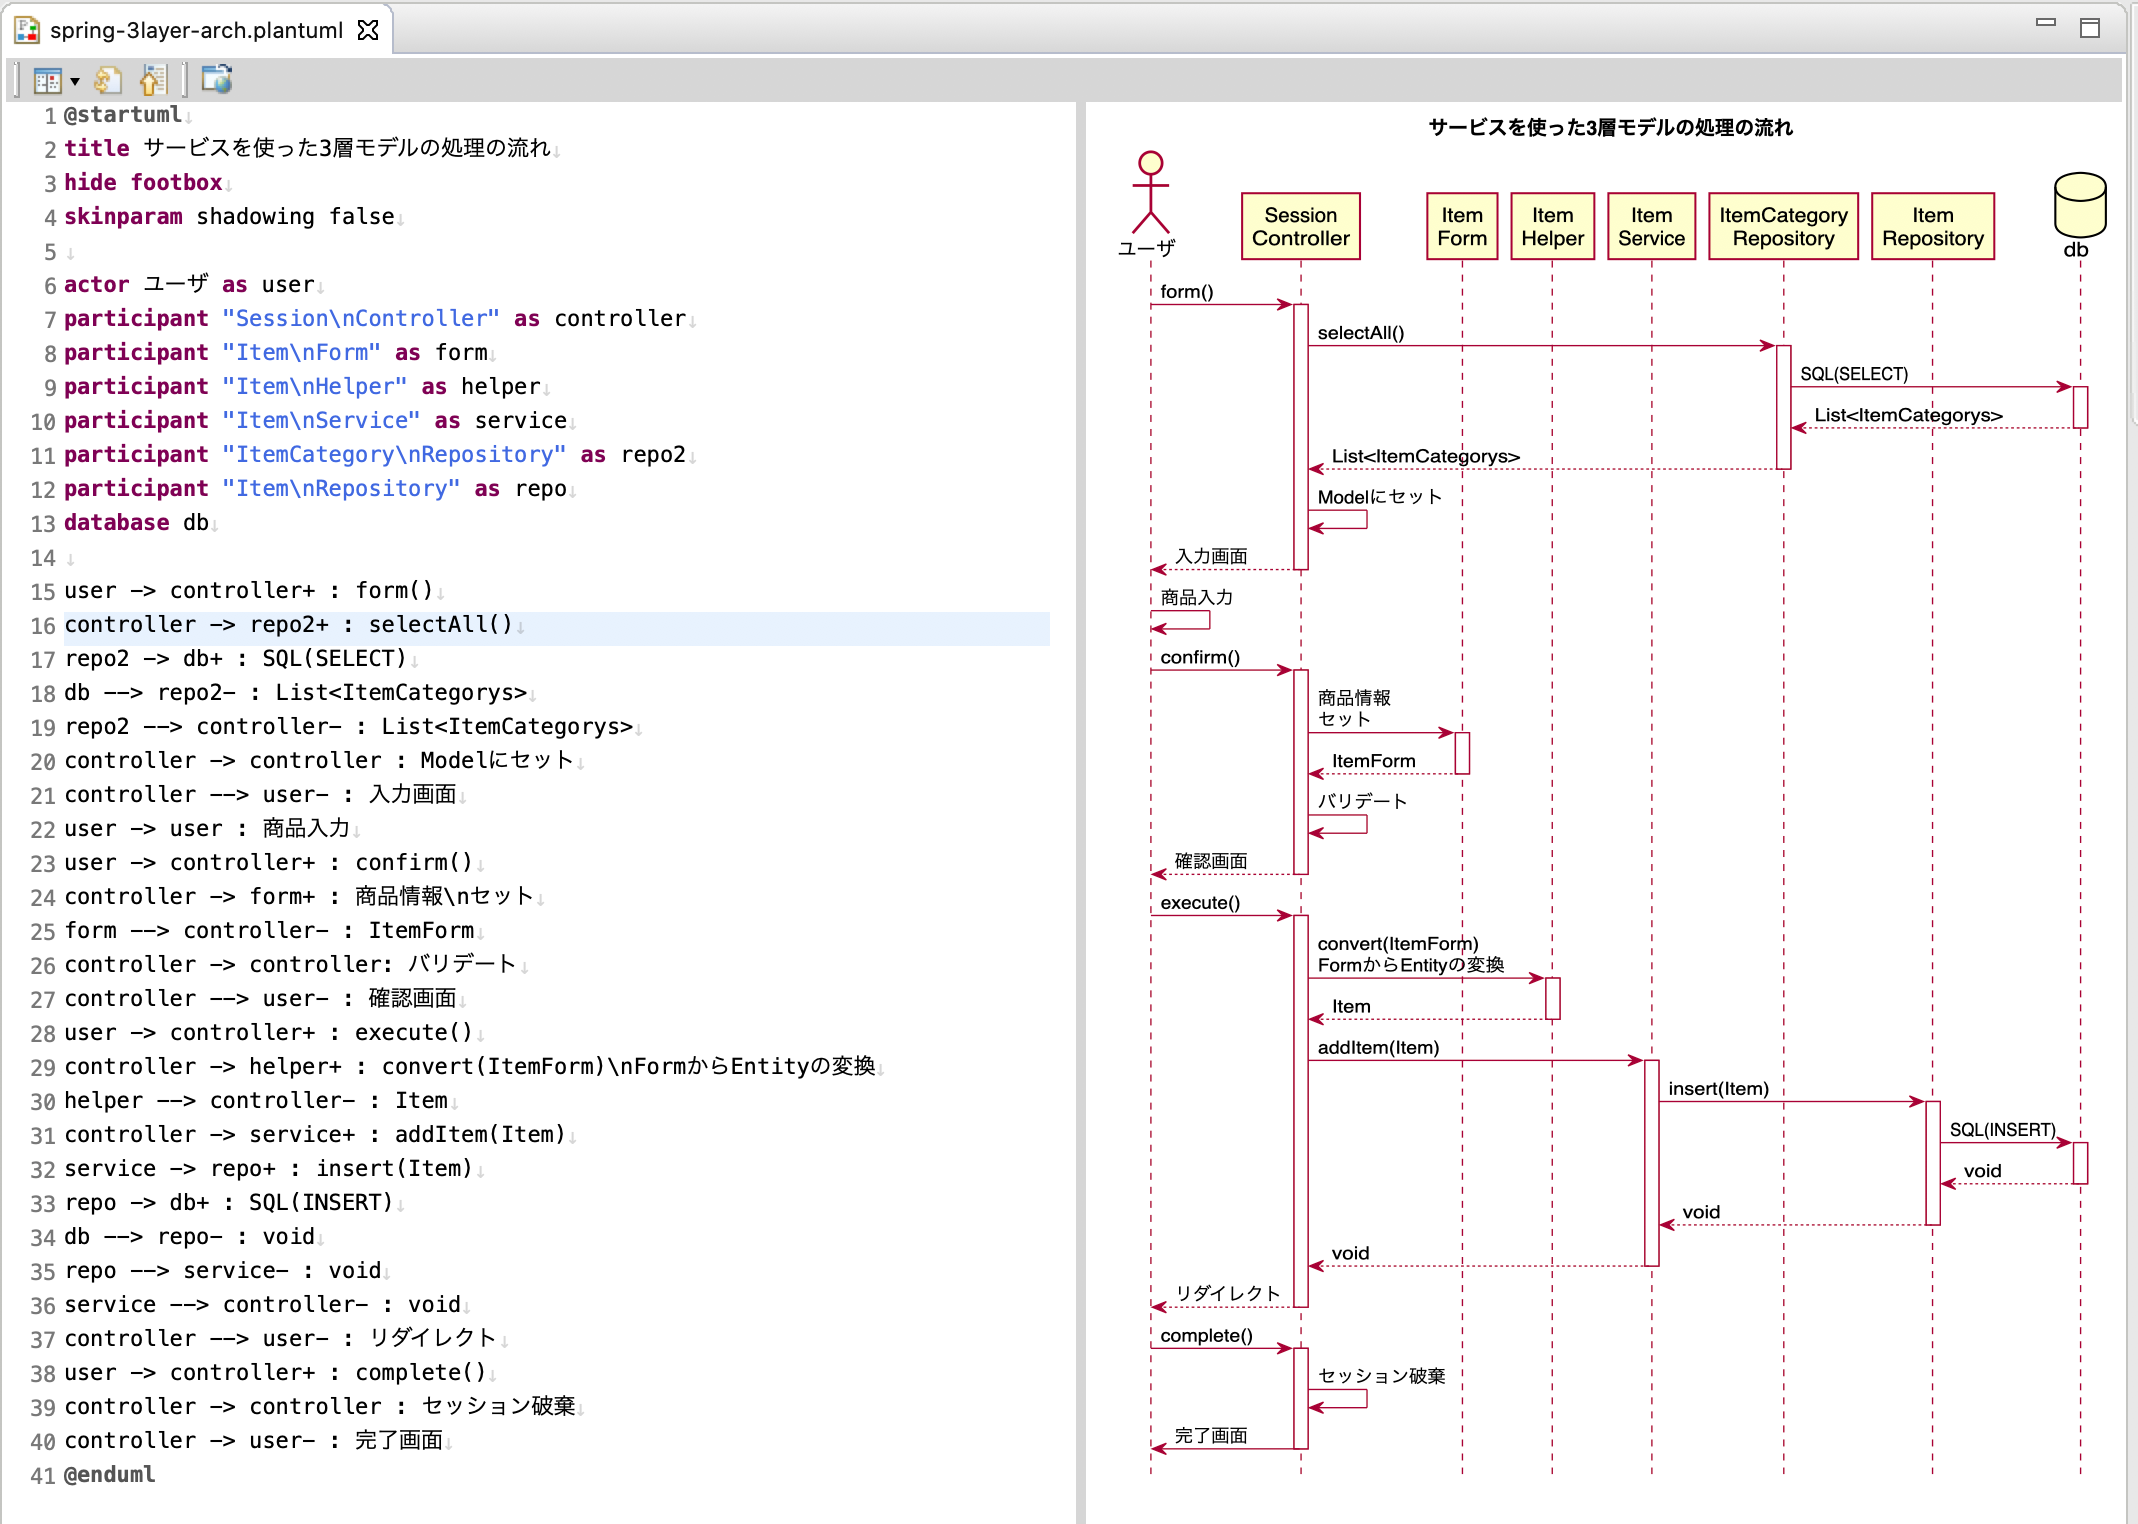 spring-3layer-arch.plantuml
1 @startuml
2 title サービスを使った3層モデルの処理の流れ
3 hide footbox
4 skinparam shadowing false
5
6 actor ユーザ as user
7 participant "Session\nController" as controller
8 participant "Item\nForm" as form
9 participant "Item\nHelper" as helper
10 participant "Item\nService" as service
11 participant "ItemCategory\nRepository" as repo2
12 participant "Item\nRepository" as repo
13 database db
14
15 user -> controller+ : form()
16 controller -> repo2+ : selectAll()
17 repo2 -> db+ : SQL(SELECT)
18 db --> repo2- : List<ItemCategorys>
19 repo2 --> controller- : List<ItemCategorys>
20 controller -> controller : Modelにセット
21 controller --> user- : 入力画面
22 user -> user : 商品入力
23 user -> controller+ : confirm()
24 controller -> form+ : 商品情報\nセット
25 form --> controller- : ItemForm
26 controller -> controller: バリデート
27 controller --> user- : 確認画面
28 user -> controller+ : execute()
29 controller -> helper+ : convert(ItemForm)\nFormからEntityの変換
30 helper --> controller- : Item
31 controller -> service+ : addItem(Item)
32 service -> repo+ : insert(Item)
33 repo -> db+ : SQL(INSERT)
34 db --> repo- : void
35 repo --> service- : void
36 service --> controller- : void
37 controller --> user- : リダイレクト
38 user -> controller+ : complete()
39 controller -> controller : セッション破棄
40 controller -> user- : 完了画面
41 @enduml
サービスを使った3層モデルの処理の流れ
ユーザ
Session
Controller
Item
Form
Item
Helper
Item
Service
ItemCategory
Repository
Item
Repository
db
form()
selectAll()
SQL(SELECT)
List<ItemCategorys>
List<ItemCategorys>
Modelにセット
入力画面
商品入力
confirm()
商品情報
セット
ItemForm
バリデート
確認画面
execute()
convert(ItemForm)
FormからEntityの変換
Item
addItem(Item)
insert(Item)
SQL(INSERT)
void
void
void
リダイレクト
complete()
セッション破棄
完了画面